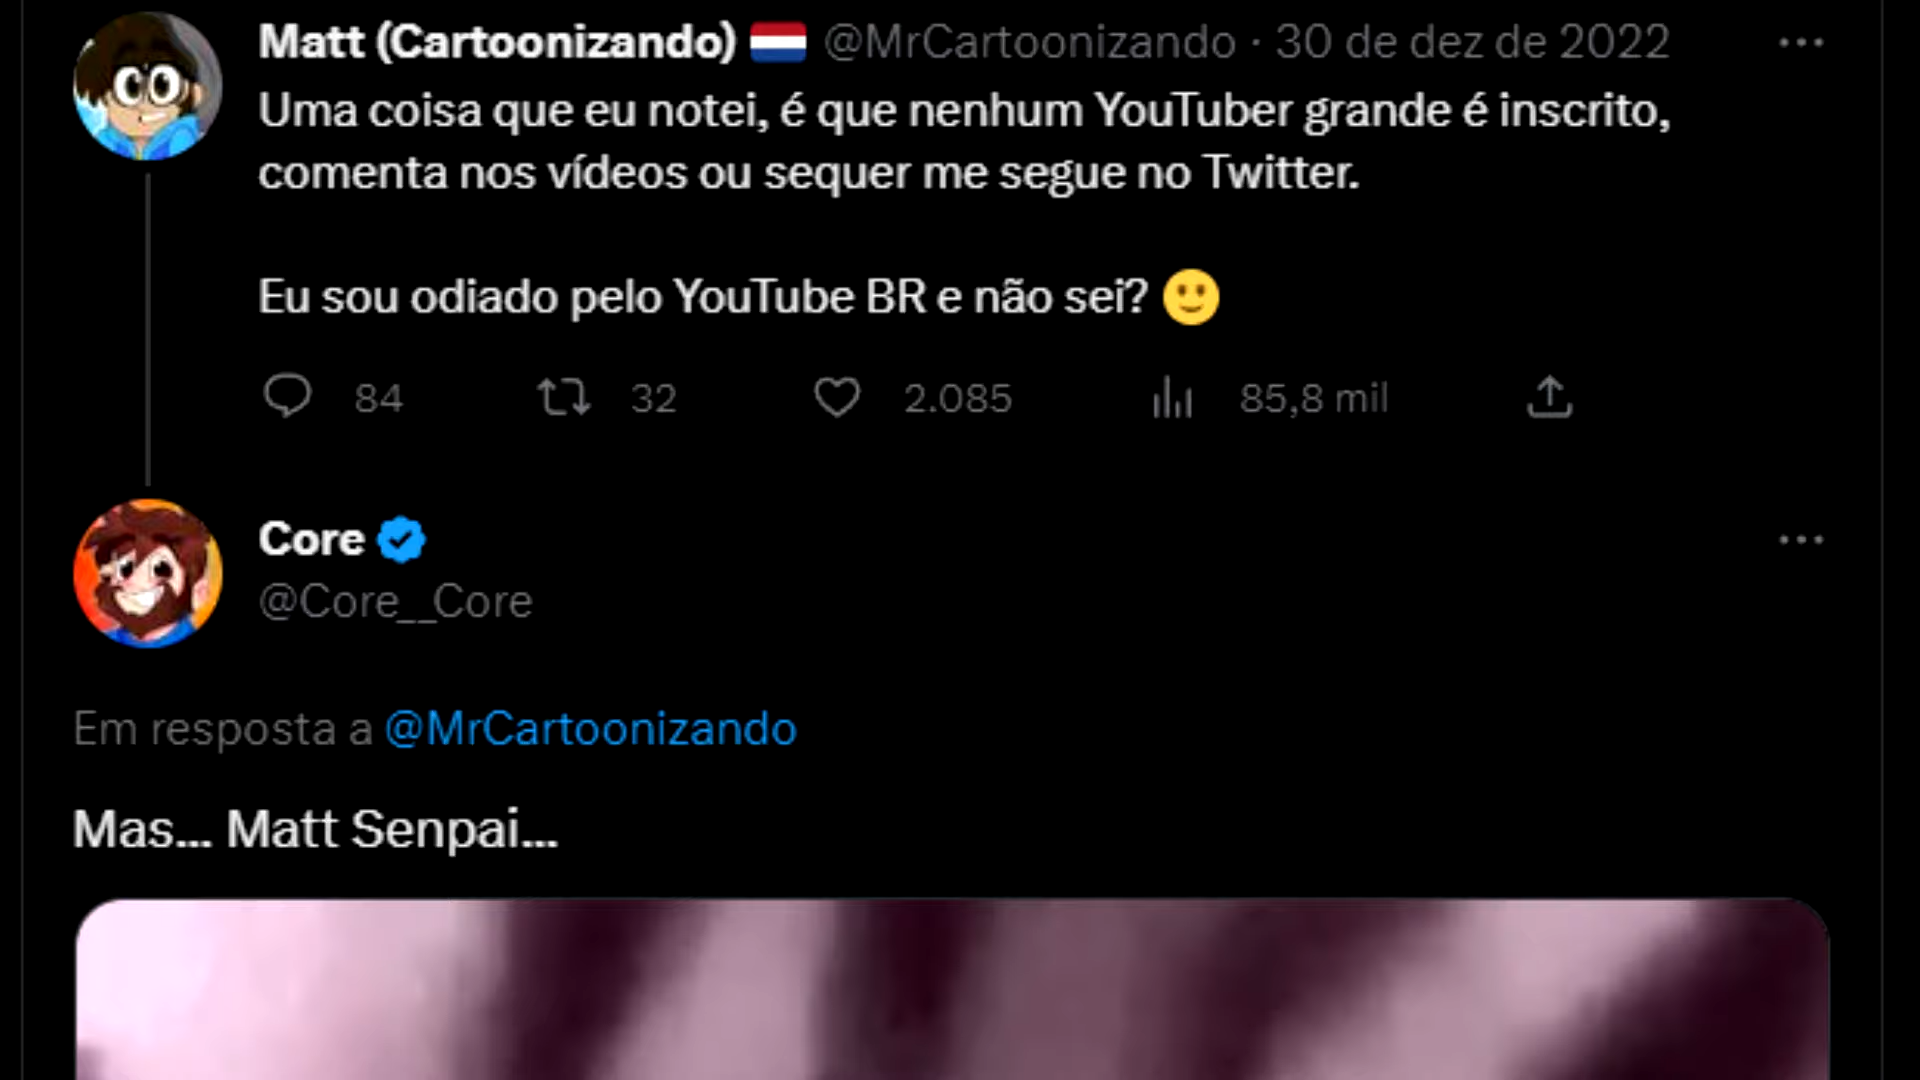 Matt (Cartoonizando) 🇳🇱 @MrCartoonizando · 30 de dez de 2022
Uma coisa que eu notei, é que nenhum YouTuber grande é inscrito,
comenta nos vídeos ou sequer me segue no Twitter.
Eu sou odiado pelo YouTube BR e não sei? 🙂
84 32 2.085 85,8 mil
Core
@Core__Core
Em resposta a @MrCartoonizando
Mas... Matt Senpai...